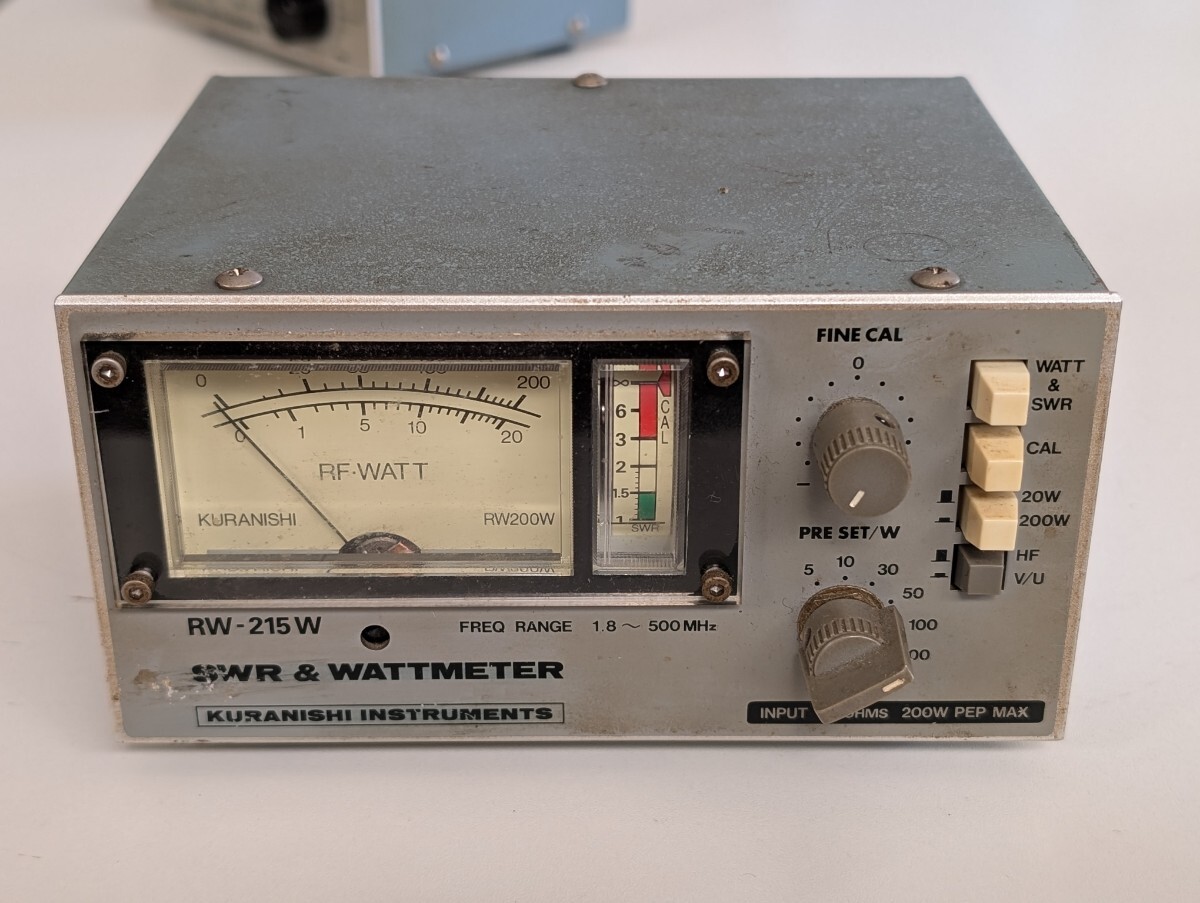 0 200
0 1 5 10 20
RF·WATT
KURANISHI RW200W
∞
6
3
2
1.5
1
CAL
SWR
FINE CAL
0
WATT
&
SWR
CAL
20W
200W
HF
V/U
PRE SET/W
5 10 30 50 100
RW-215W
FREQ RANGE 1.8 ~ 500MHz
SWR & WATTMETER
KURANISHI INSTRUMENTS
INPUT OHMS 200W PEP MAX